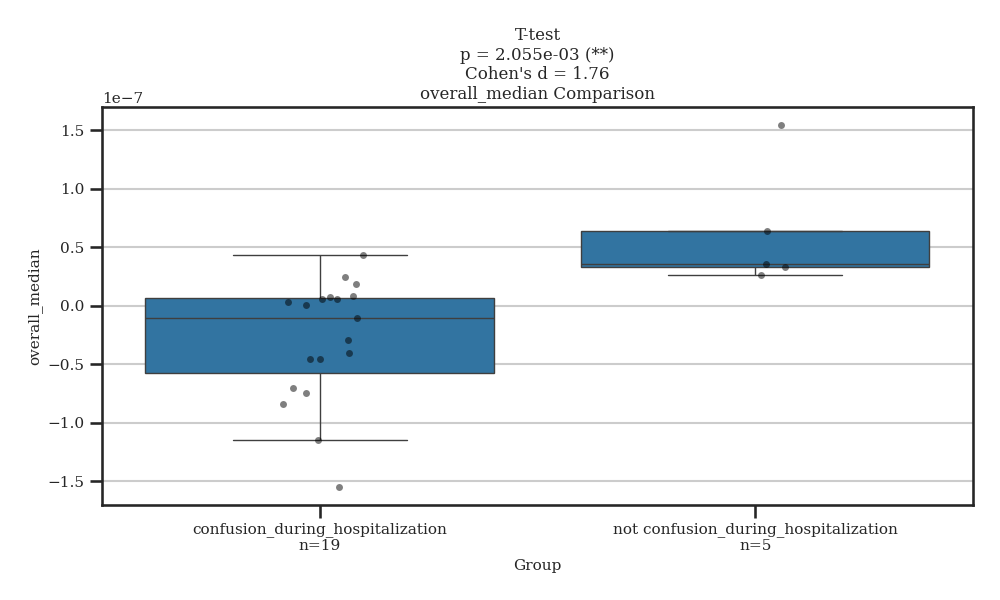 T-test
p = 2.055e-03 (**)
Cohen's d = 1.76
overall_median Comparison
1e−7
1.5
1.0
0.5
0.0
−0.5
−1.0
−1.5
overall_median
confusion_during_hospitalization
n=19
not confusion_during_hospitalization
n=5
Group